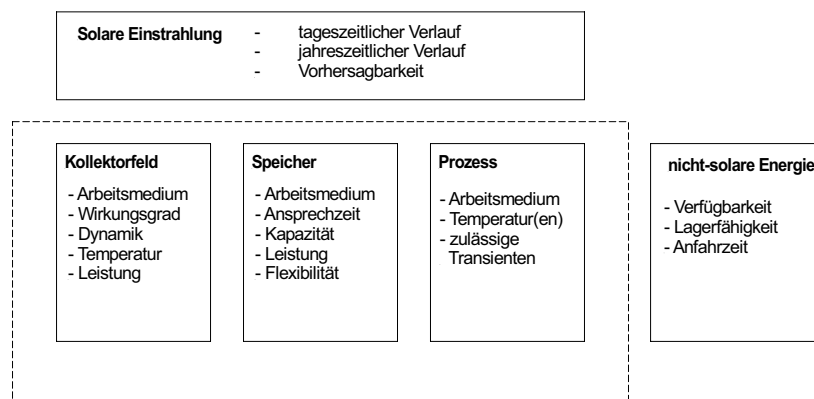 Solare Einstrahlung - tageszeitlicher Verlauf
- jahreszeitlicher Verlauf
- Vorhersagbarkeit
Kollektorfeld
- Arbeitsmedium
- Wirkungsgrad
- Dynamik
- Temperatur
- Leistung
Speicher
- Arbeitsmedium
- Ansprechzeit
- Kapazität
- Leistung
- Flexibilität
Prozess
- Arbeitsmedium
- Temperatur(en)
- zulässige
Transienten
nicht-solare Energie
- Verfügbarkeit
- Lagerfähigkeit
- Anfahrzeit